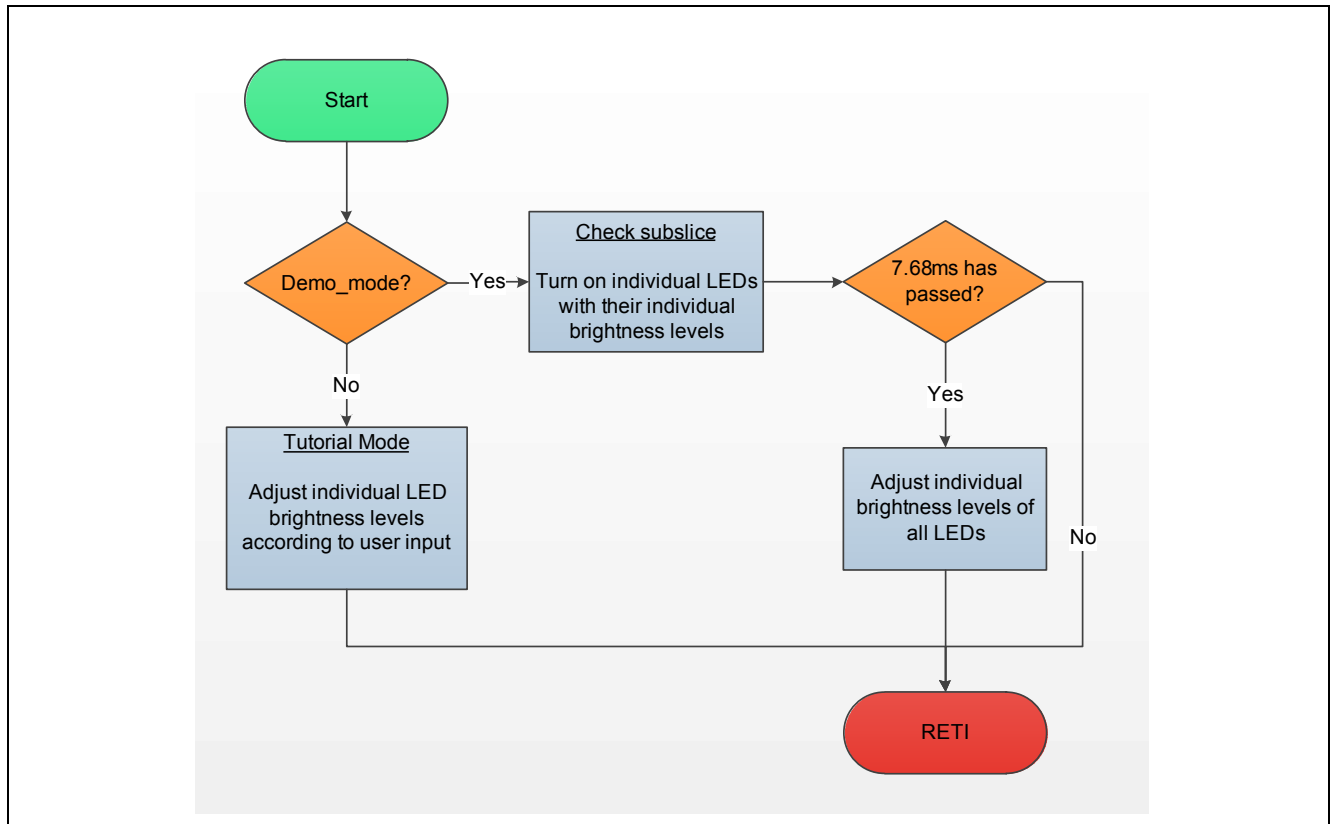 Start
Demo_mode?
Yes
Check subslice
Turn on individual LEDs
with their individual
brightness levels
7.68ms has
passed?
No
Yes
Tutorial Mode
Adjust individual LED
brightness levels
according to user input
Adjust individual
brightness levels of
all LEDs
No
RETI